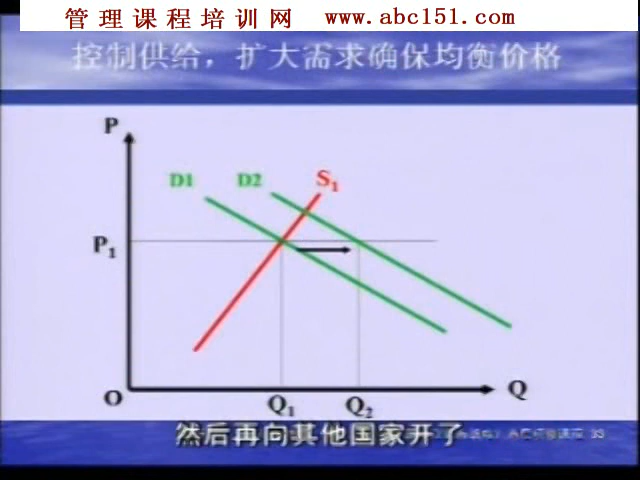 管理课程培训网 www.abc151.com
控制供给，扩大需求确保均衡价格
P
D1 D2 S1
P1
O Q1 Q2 Q
然后再向其他国家开了
33